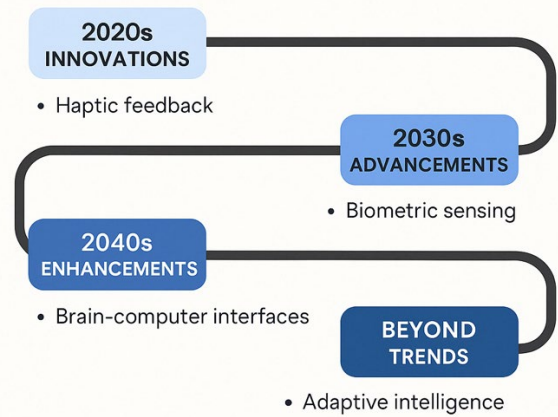 2020s
INNOVATIONS
• Haptic feedback
2030s
ADVANCEMENTS
• Biometric sensing
2040s
ENHANCEMENTS
• Brain-computer interfaces
BEYOND
TRENDS
• Adaptive intelligence